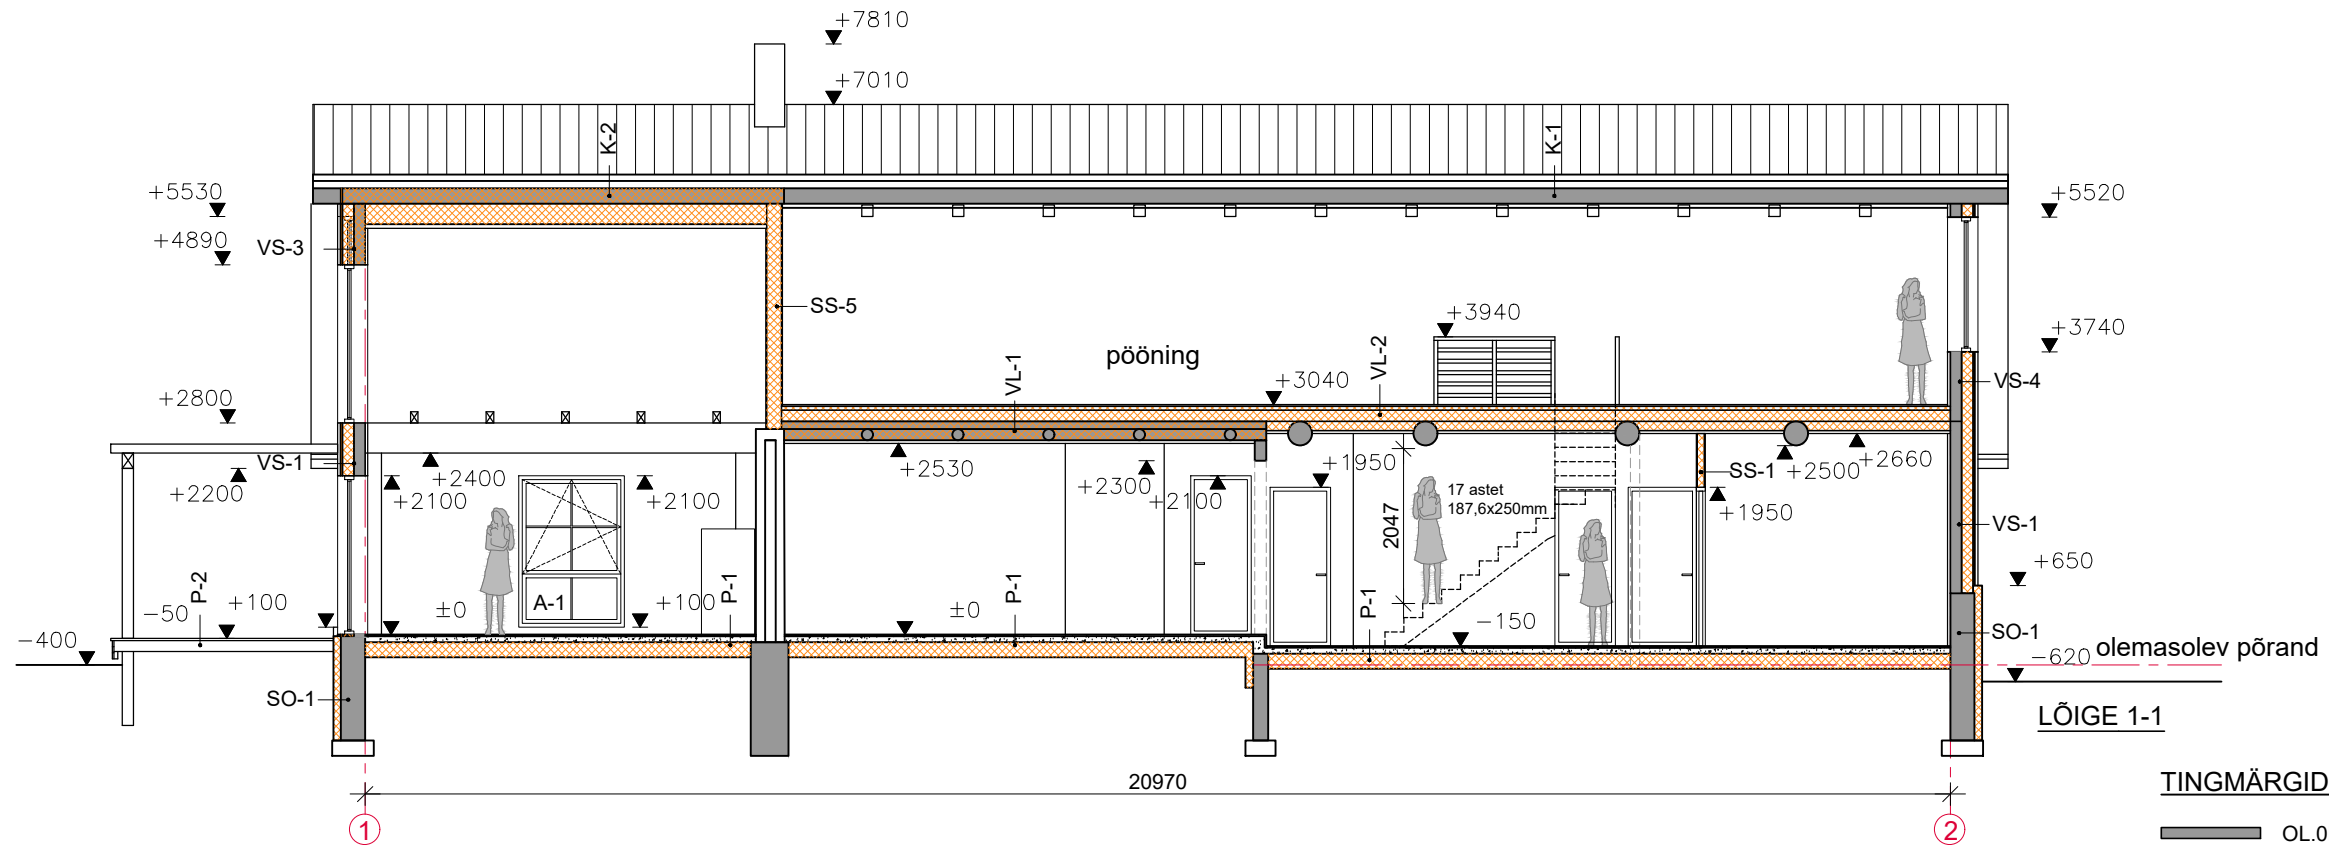 +7810
+7010
K-2
K-1
+5530
+5520
+4890
VS-3
SS-5
+3940
+3740
pööning
VL-1
VL-2
+3040
VS-4
+2800
VS-1
+2400
+2530
+2300
+1950
SS-1
+2500
+2660
+2200
+2100
+2100
+2100
17 astet
187,6x250mm
2047
+1950
VS-1
+650
P-2
-50
+100
±0
A-1
+100
P-1
±0
P-1
P-1
-150
SO-1
-400
-620
olemasolev põrand
SO-1
LÕIGE 1-1
20970
TINGMÄRGID
1
2
OL.0